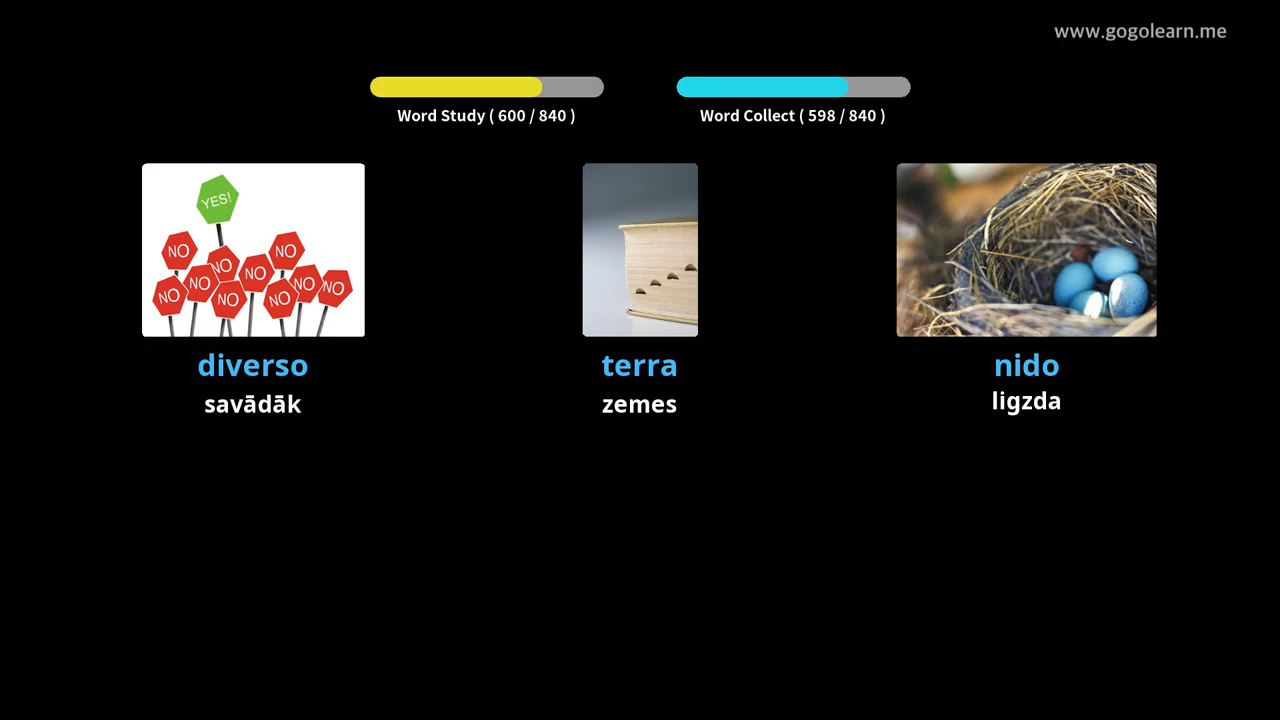 www.gogolearn.me
Word Study ( 600 / 840 )
Word Collect ( 598 / 840 )
YES!
NO
NO
NO
NO
NO
NO
NO
NO
NO
NO
diverso
savādāk
terra
zemes
nido
ligzda